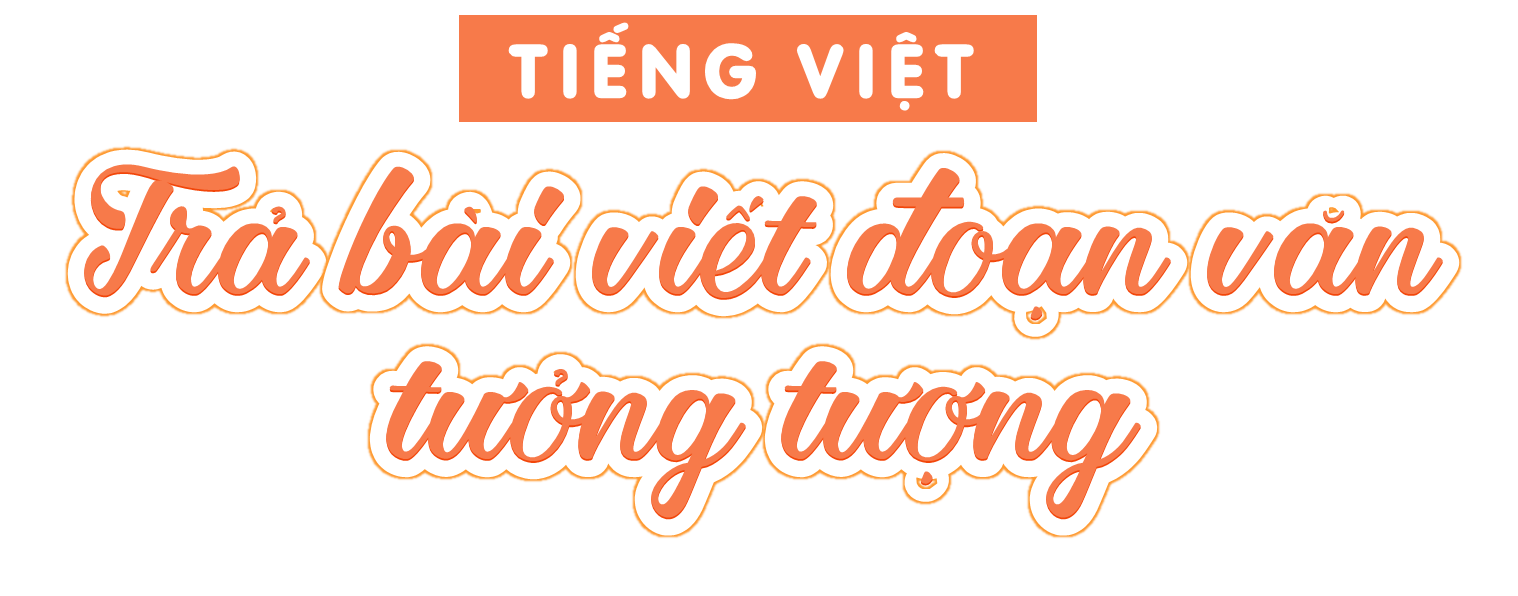 TIẾNG VIỆT
Trả bài viết đoạn văn
tưởng tượng